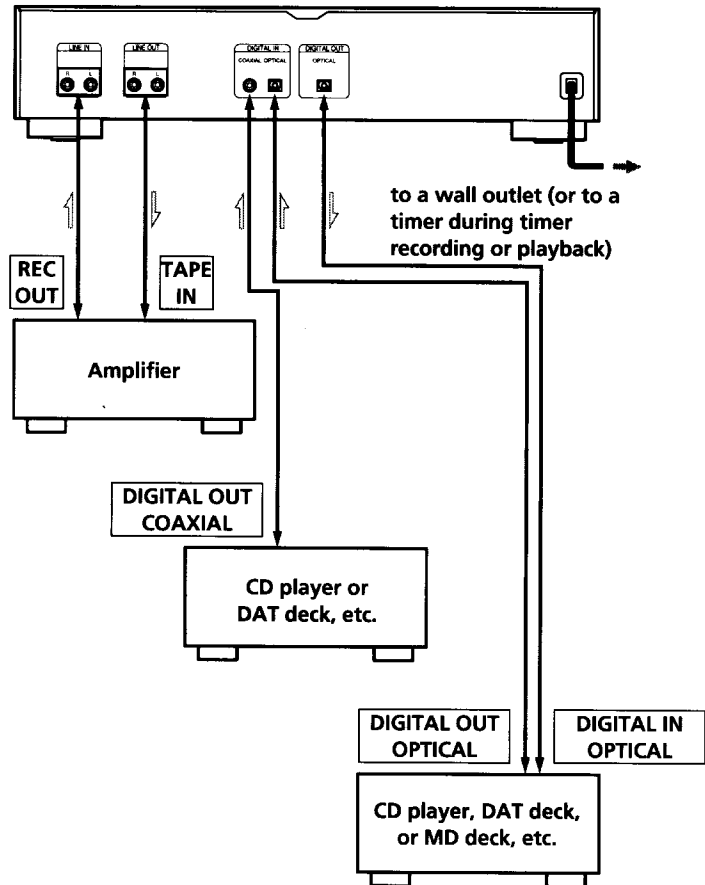 LINE IN
LINE OUT
DIGITAL IN
DIGITAL OUT
COAXIAL OPTICAL
OPTICAL
R L
R L
to a wall outlet (or to a
timer during timer
recording or playback)
REC
OUT
TAPE
IN
Amplifier
DIGITAL OUT
COAXIAL
CD player or
DAT deck, etc.
DIGITAL OUT
OPTICAL
DIGITAL IN
OPTICAL
CD player, DAT deck,
or MD deck, etc.